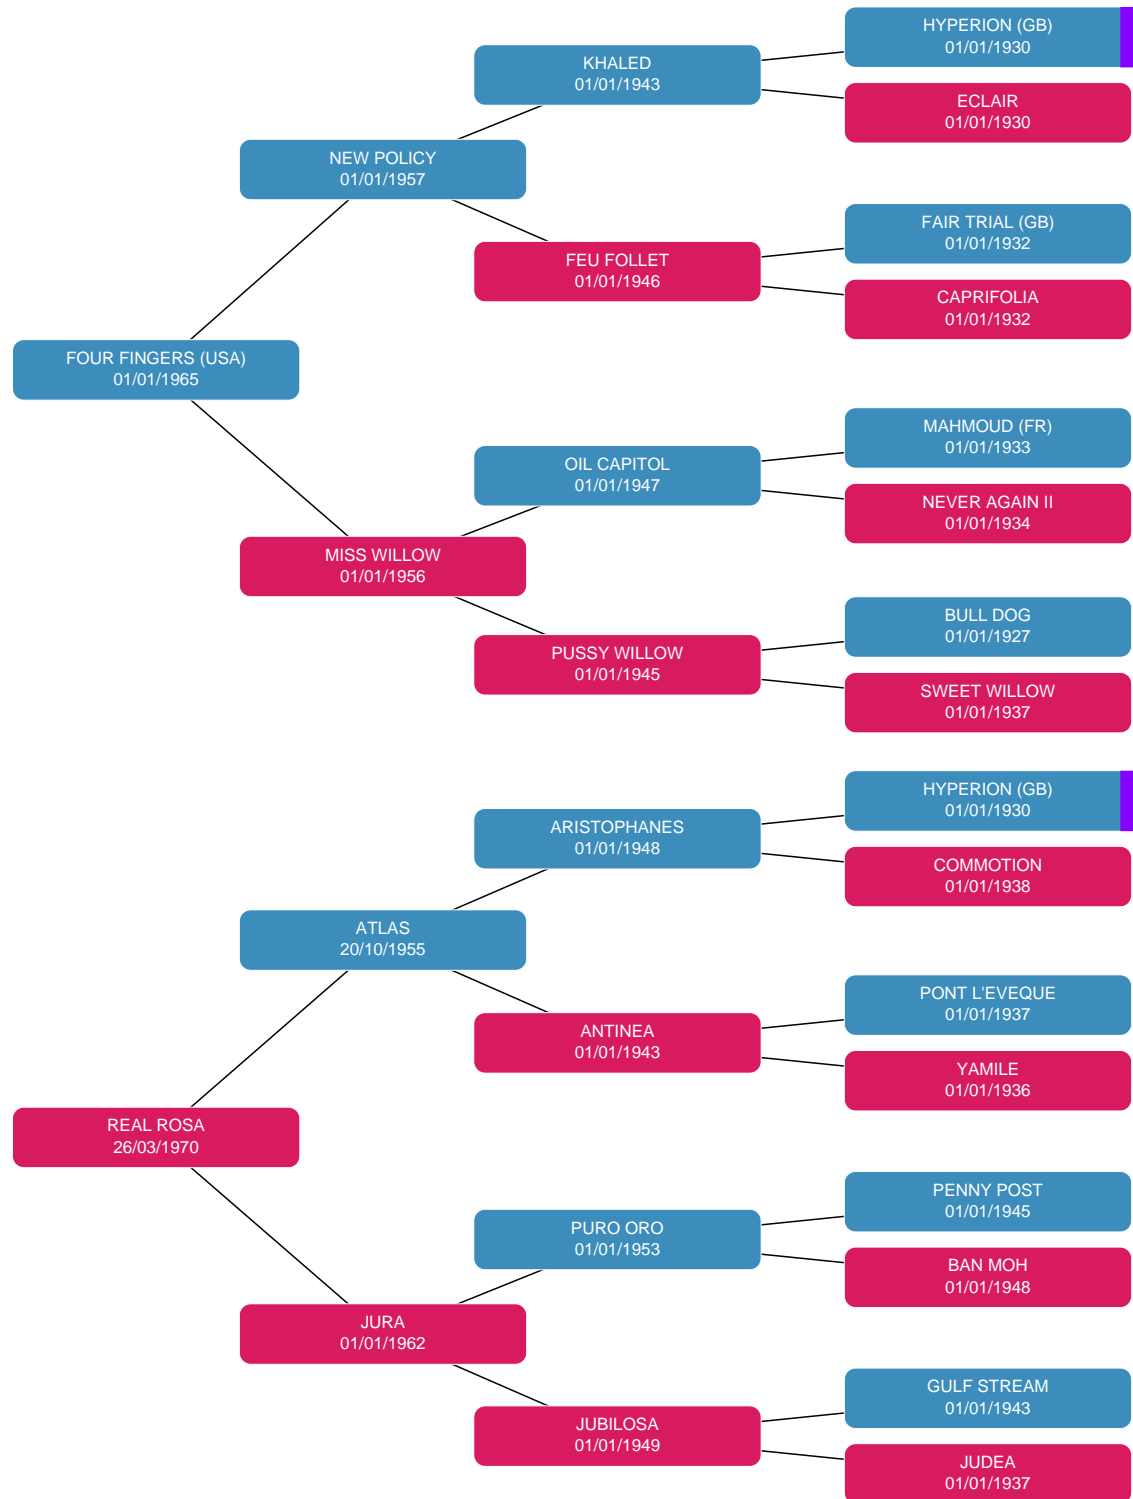 HYPERION (GB)
01/01/1930
KHALED
01/01/1943
ECLAIR
01/01/1930
NEW POLICY
01/01/1957
FAIR TRIAL (GB)
01/01/1932
FEU FOLLET
01/01/1946
CAPRIFOLIA
01/01/1932
FOUR FINGERS (USA)
01/01/1965
MAHMOUD (FR)
01/01/1933
OIL CAPITOL
01/01/1947
NEVER AGAIN II
01/01/1934
MISS WILLOW
01/01/1956
BULL DOG
01/01/1927
PUSSY WILLOW
01/01/1945
SWEET WILLOW
01/01/1937
HYPERION (GB)
01/01/1930
ARISTOPHANES
01/01/1948
COMMOTION
01/01/1938
ATLAS
20/10/1955
PONT L'EVEQUE
01/01/1937
ANTINEA
01/01/1943
YAMILE
01/01/1936
REAL ROSA
26/03/1970
PENNY POST
01/01/1945
PURO ORO
01/01/1953
BAN MOH
01/01/1948
JURA
01/01/1962
GULF STREAM
01/01/1943
JUBILOSA
01/01/1949
JUDEA
01/01/1937